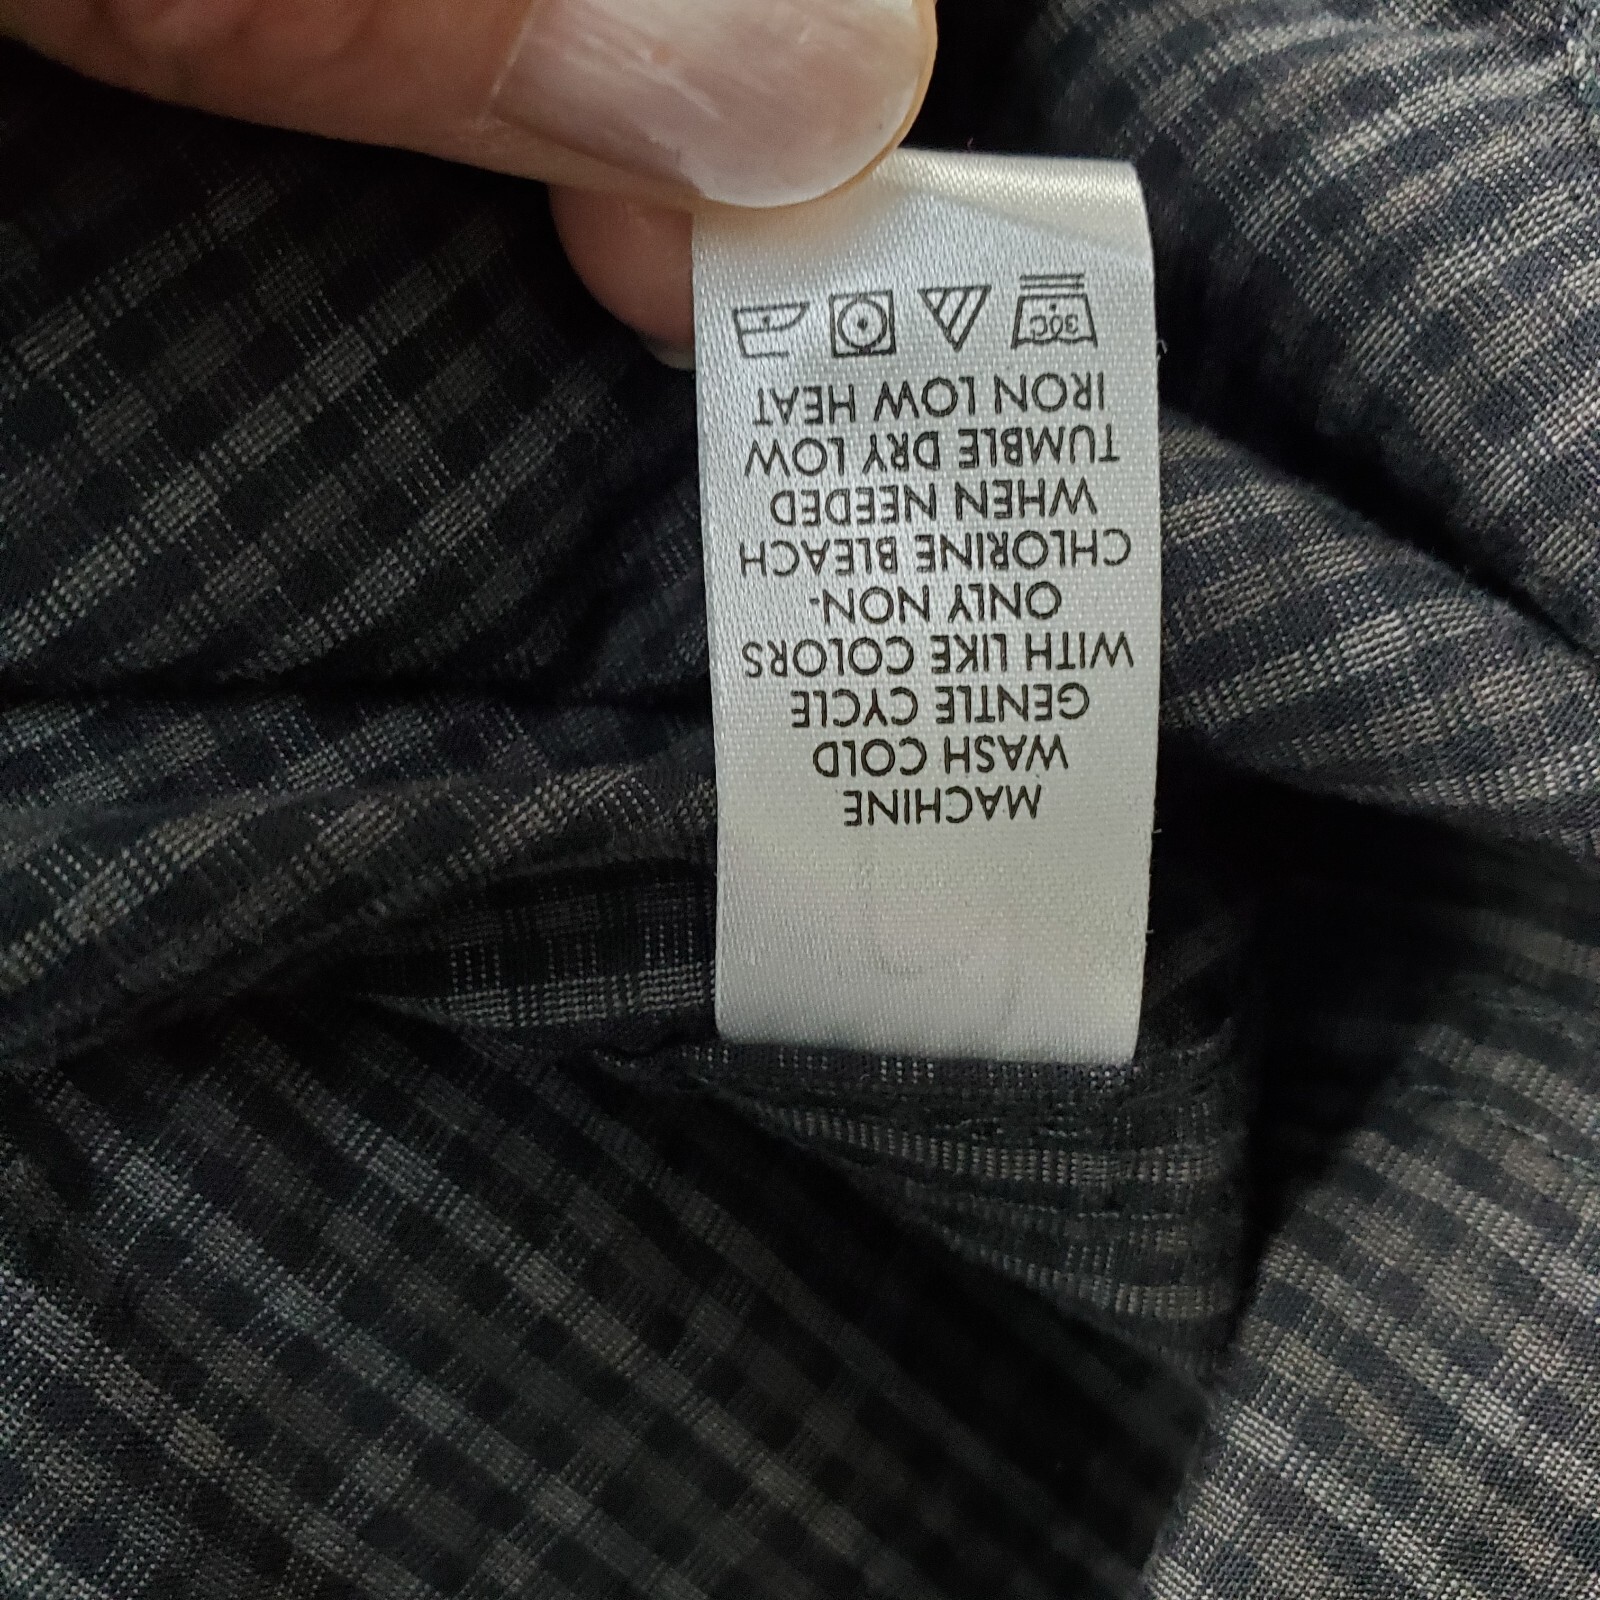 MACHINE
WASH COLD
GENTLE CYCLE
WITH LIKE COLORS
ONLY NON-
CHLORINE BLEACH
WHEN NEEDED
TUMBLE DRY LOW
IRON LOW HEAT
30C